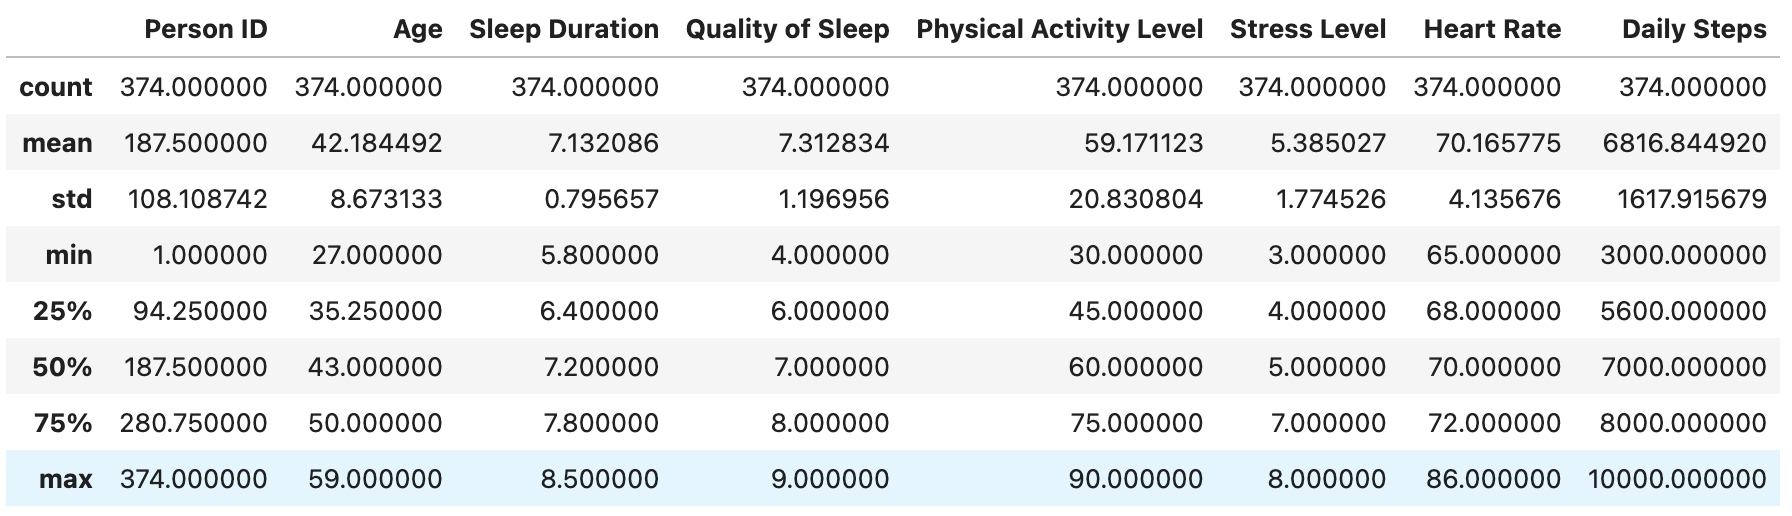 Person ID Age Sleep Duration Quality of Sleep Physical Activity Level Stress Level Heart Rate Daily Steps
count 374.000000 374.000000 374.000000 374.000000 374.000000 374.000000 374.000000 374.000000
mean 187.500000 42.184492 7.132086 7.312834 59.171123 5.385027 70.165775 6816.844920
std 108.108742 8.673133 0.795657 1.196956 20.830804 1.774526 4.135676 1617.915679
min 1.000000 27.000000 5.800000 4.000000 30.000000 3.000000 65.000000 3000.000000
25% 94.250000 35.250000 6.400000 6.000000 45.000000 4.000000 68.000000 5600.000000
50% 187.500000 43.000000 7.200000 7.000000 60.000000 5.000000 70.000000 7000.000000
75% 280.750000 50.000000 7.800000 8.000000 75.000000 7.000000 72.000000 8000.000000
max 374.000000 59.000000 8.500000 9.000000 90.000000 8.000000 86.000000 10000.000000